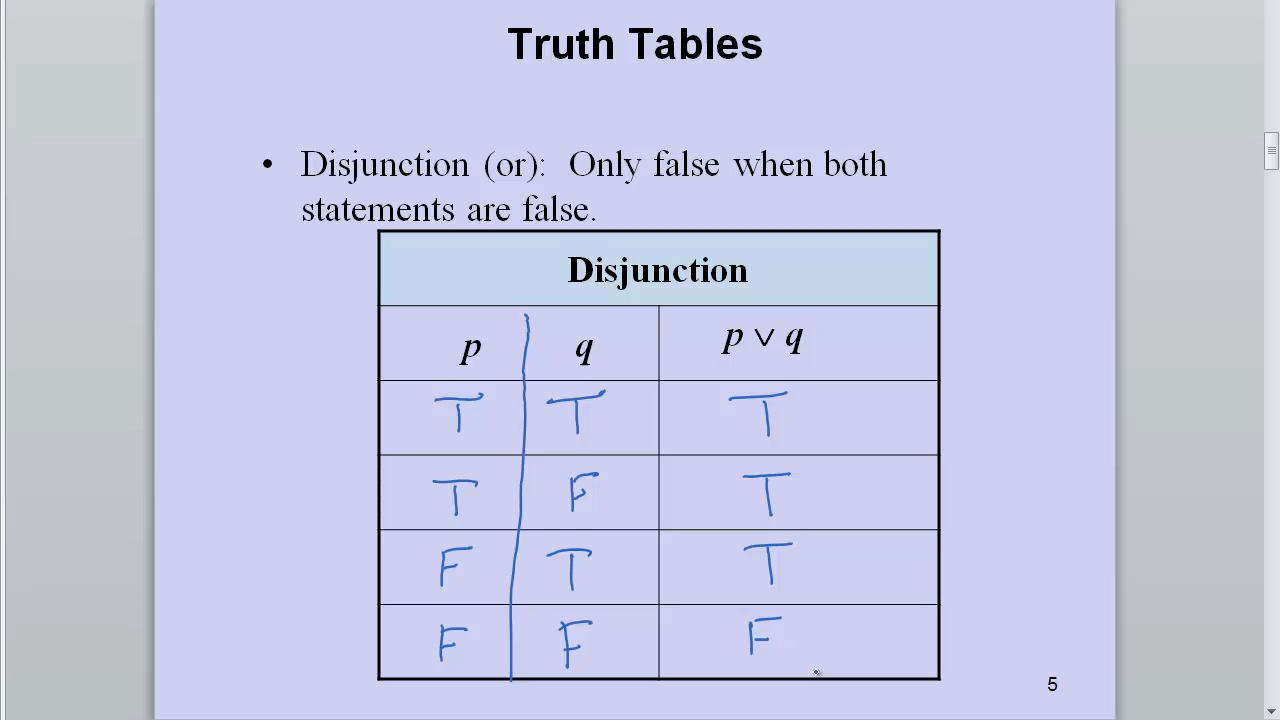 Truth Tables
• Disjunction (or): Only false when both
statements are false.
Disjunction
p q p ∨ q
T T T
T F T
F T T
F F F
5